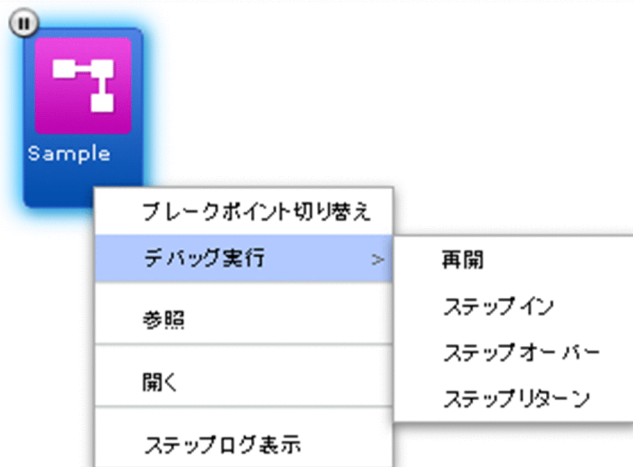 Sample
ブレークポイント切り替え
デバッグ実行 >
再開
ステップイン
ステップオーバー
ステップリターン
参照
開く
ステップログ表示